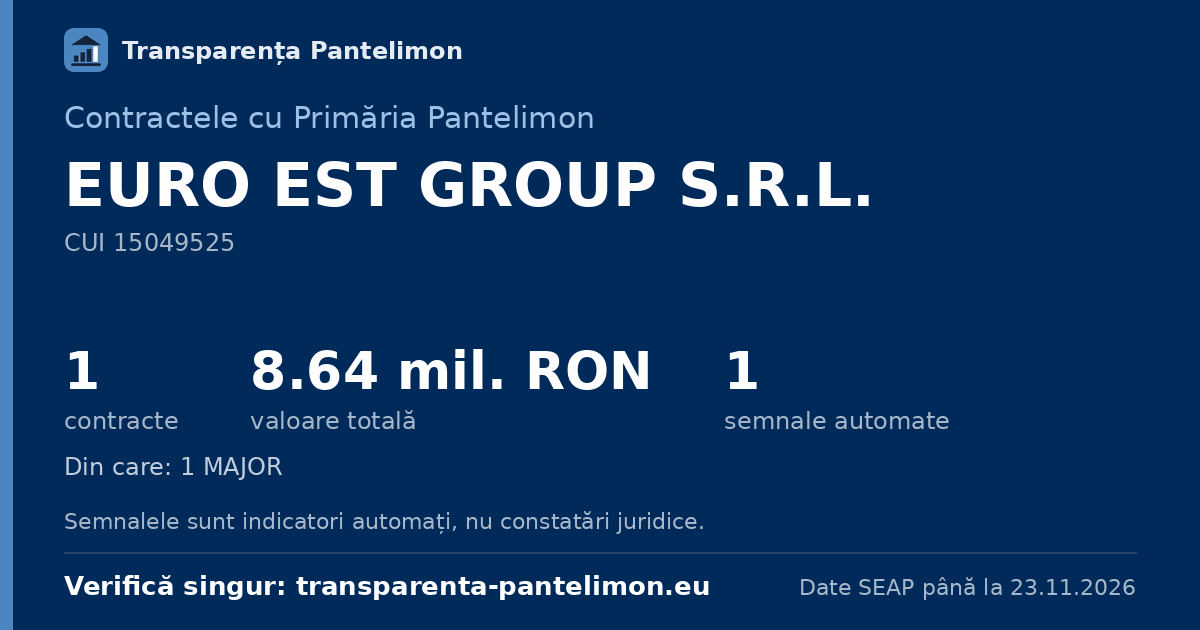 Transparența Pantelimon
Contractele cu Primăria Pantelimon
EURO EST GROUP S.R.L.
CUI 15049525
1 8.64 mil. RON 1
contracte valoare totală semnale automate
Din care: 1 MAJOR
Semnalele sunt indicatori automați, nu constatări juridice.
Verifică singur: transparenta-pantelimon.eu Date SEAP până la 23.11.2026